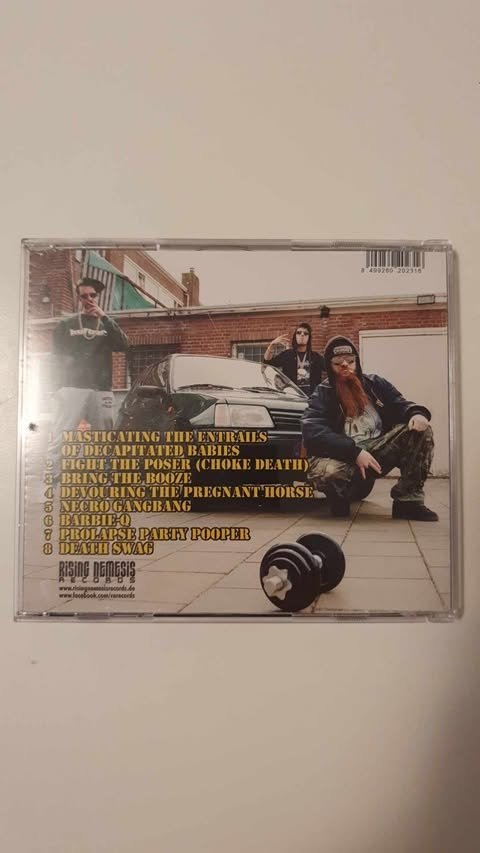 8 499260 202316
1 MASTICATING THE ENTRAILS
OF DECAPITATED BABIES
2 FIGHT THE POSER (CHOKE DEATH)
3 BRING THE BOOZE
4 DEVOURING THE PREGNANT HORSE
5 NECRO GANGBANG
6 BARBIE-Q
7 PROLAPSE PARTY POOPER
8 DEATH SWAG
RISING NEMESIS
RECORDS
www.risingnemesisrecords.de
www.facebook.com/rnrecords